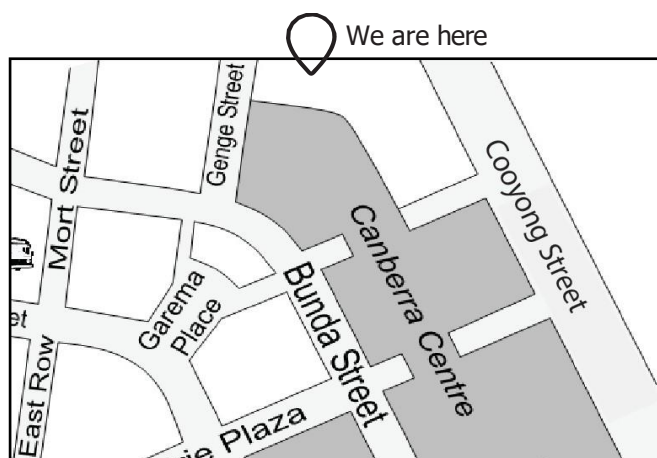 We are here
Genge Street
Mort Street
Cooyong Street
Canberra Centre
Garema
Place
Bunda Street
East Row
Plaza